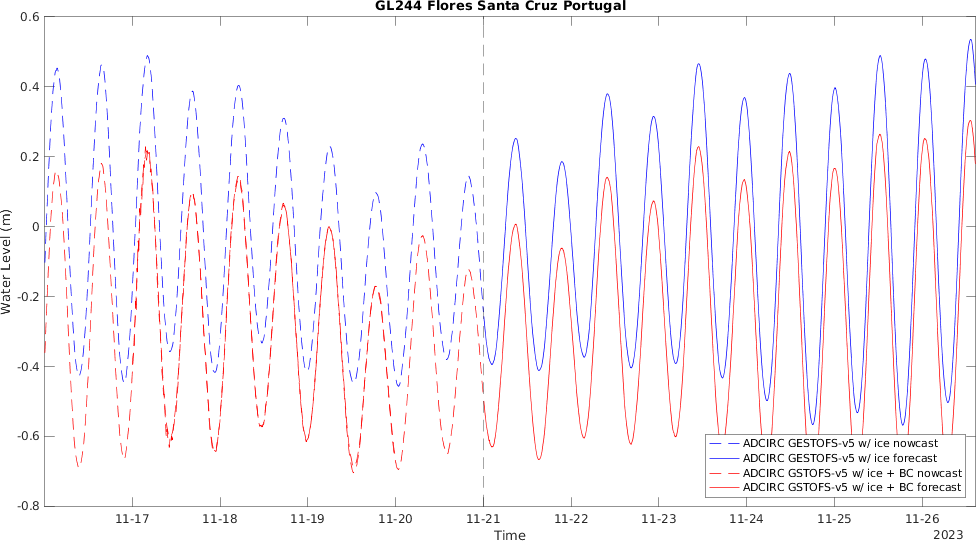 GL244 Flores Santa Cruz Portugal
0.6
0.4
0.2
0
-0.2
-0.4
-0.6
-0.8
Water Level (m)
ADCIRC GESTOFS-v5 w/ ice nowcast
ADCIRC GESTOFS-v5 w/ ice forecast
ADCIRC GSTOFS-v5 w/ ice + BC nowcast
ADCIRC GSTOFS-v5 w/ ice + BC forecast
11-17 11-18 11-19 11-20 11-21 11-22 11-23 11-24 11-25 11-26
Time
2023